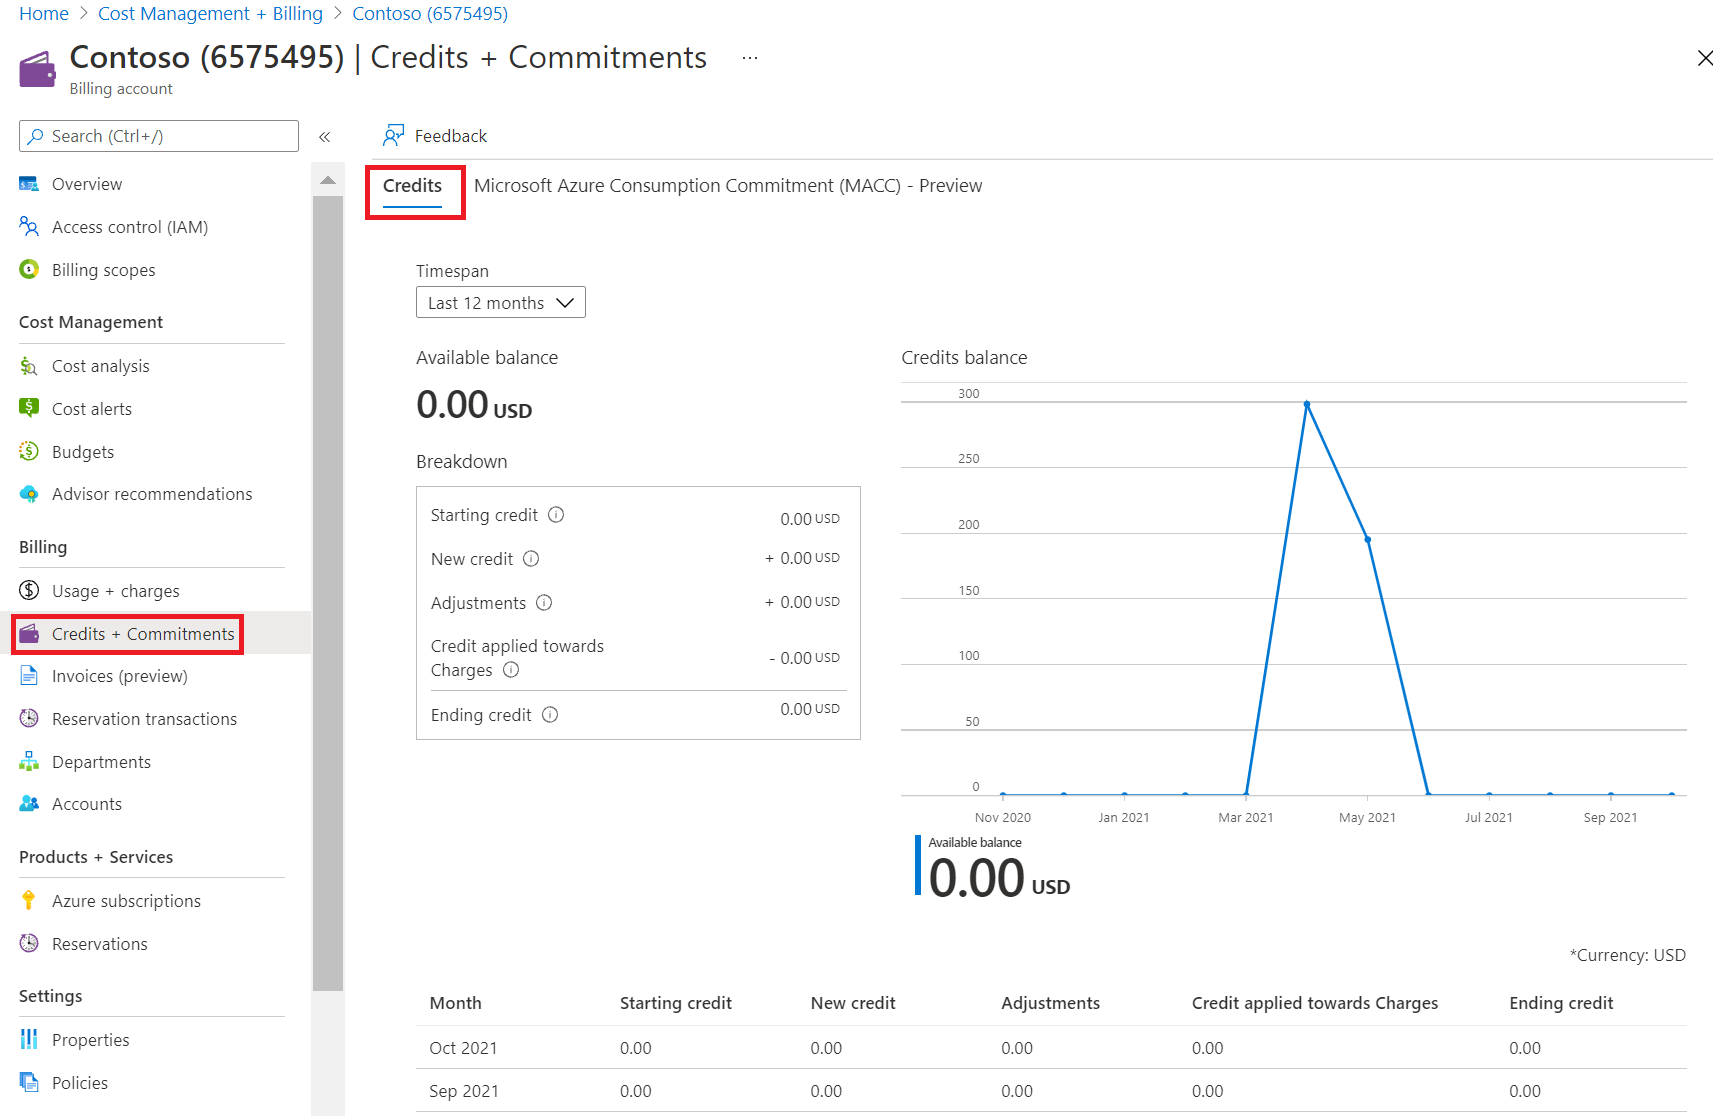 Home > Cost Management + Billing > Contoso (6575495)
Contoso (6575495) | Credits + Commitments ...
Billing account
Search (Ctrl+/)
«
Overview
Access control (IAM)
Billing scopes
Cost Management
Cost analysis
Cost alerts
Budgets
Advisor recommendations
Billing
Usage + charges
Credits + Commitments
Invoices (preview)
Reservation transactions
Departments
Accounts
Products + Services
Azure subscriptions
Reservations
Settings
Properties
Policies
Feedback
Credits Microsoft Azure Consumption Commitment (MACC) - Preview
Timespan
Last 12 months
Available balance
0.00 USD
Breakdown
Starting credit 0.00 USD
New credit + 0.00 USD
Adjustments + 0.00 USD
Credit applied towards
Charges - 0.00 USD
Ending credit 0.00 USD
Credits balance
300
250
200
150
100
50
0
Nov 2020 Jan 2021 Mar 2021 May 2021 Jul 2021 Sep 2021
Available balance
0.00 USD
*Currency: USD
Month Starting credit New credit Adjustments Credit applied towards Charges Ending credit
Oct 2021 0.00 0.00 0.00 0.00 0.00
Sep 2021 0.00 0.00 0.00 0.00 0.00